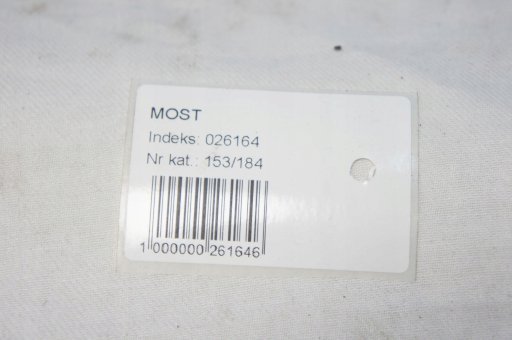 MOST
Indeks: 026164
Nr kat.: 153/184
1 000000 261646